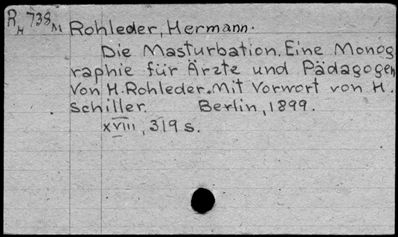 R H 738 M Rohleder, Hermann.
Die Masturbation. Eine Monog
raphie für Ärzte und Pädagogen
Von H. Rohleder. Mit Vorwort von H.
Schiller. Berlin, 1899.
xviii, 319 s.